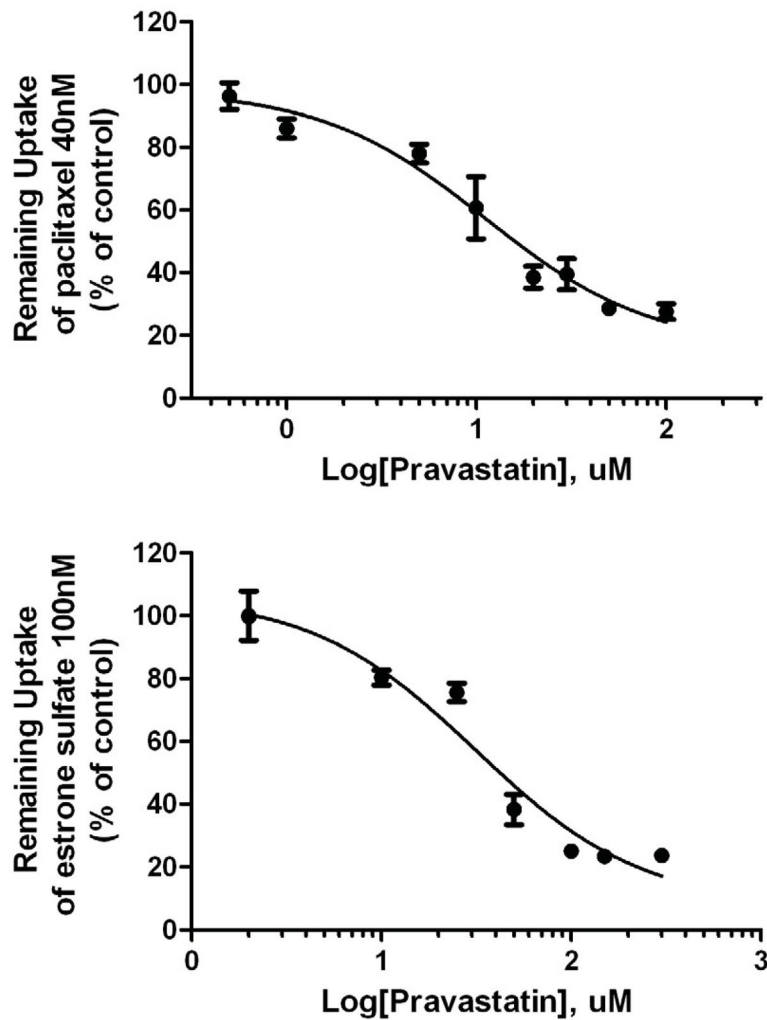 Remaining Uptake
of paclitaxel 40nM
(% of control)
120
100
80
60
40
20
0
0 1 2
Log[Pravastatin], uM
Remaining Uptake
of estrone sulfate 100nM
(% of control)
120
100
80
60
40
20
0
0 1 2 3
Log[Pravastatin], uM